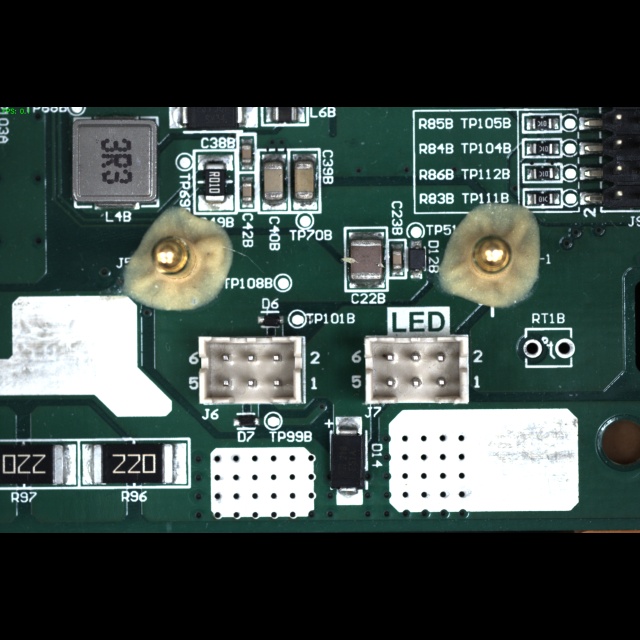 L6B
R85B TP105B
R84B TP104B
R86B TP112B
R83B TP111B
2
C38B
C39B
3R3
R010
L4B
C42B
C40B
TP70B
C23B
D12B
C22B
TP108B
D6
TP101B
LED
RT1B
6
2
5
1
6
2
5
1
J6
J7
D7
TP99B
+
D14
022
220
R97
R96